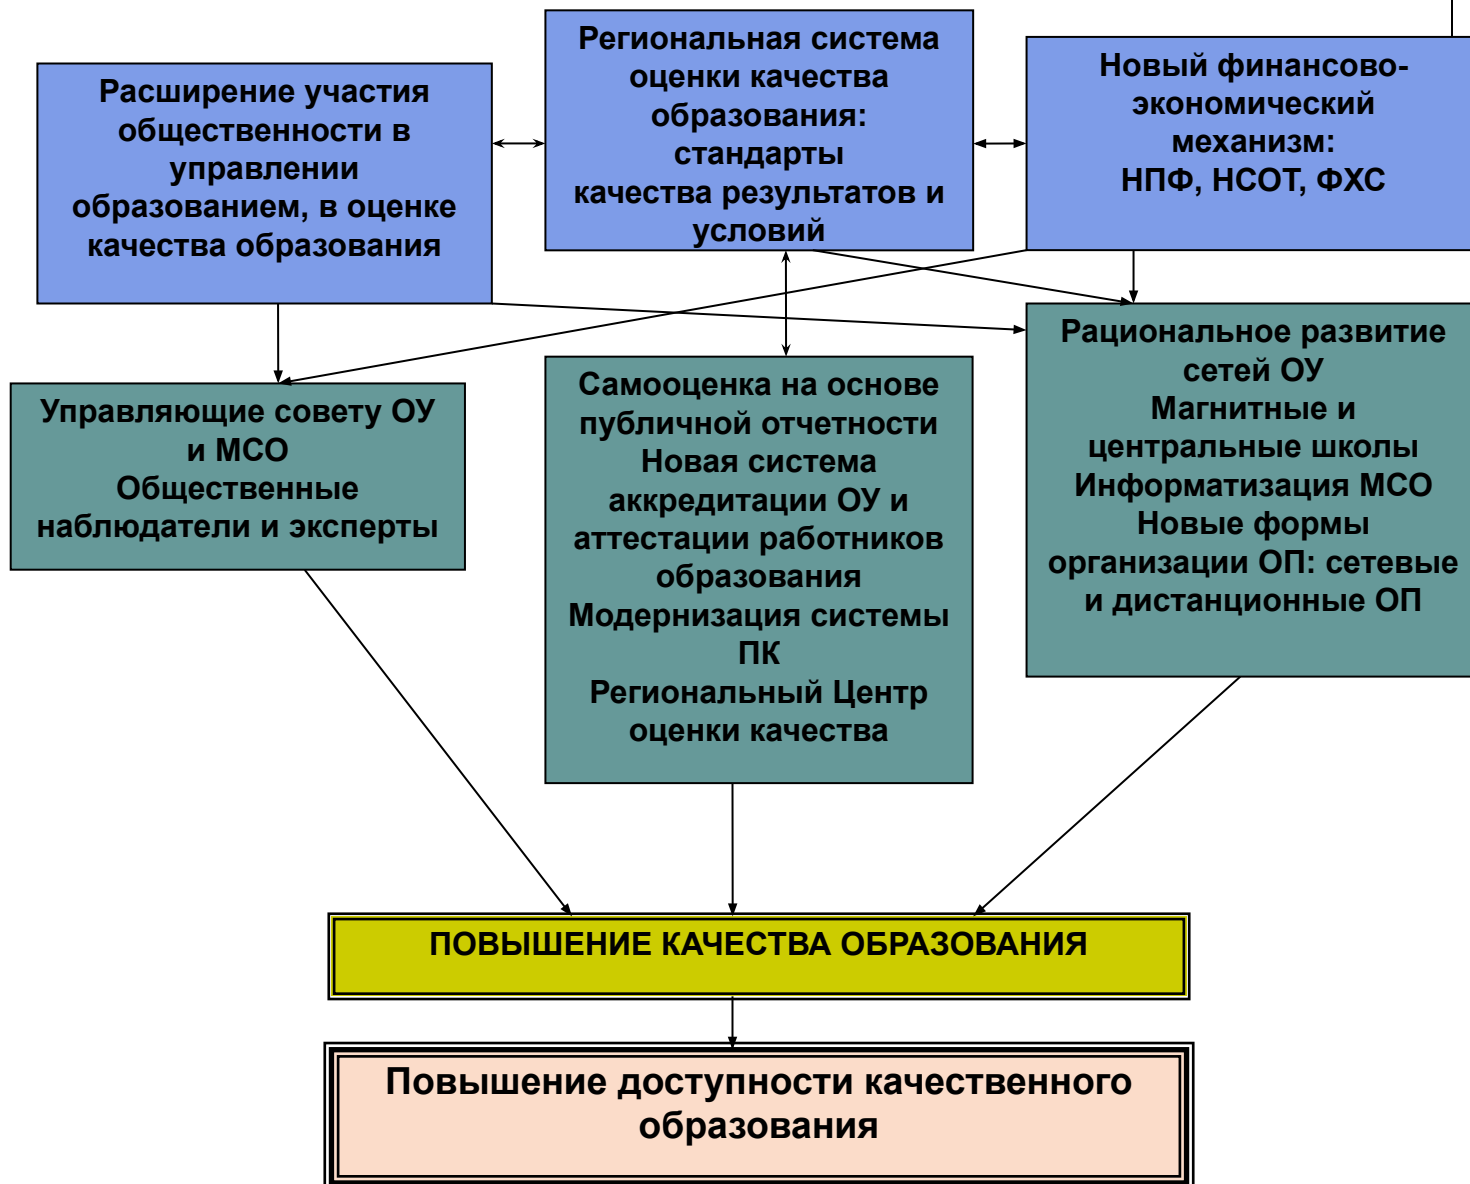 Расширение участия
общественности в
управлении
образованием, в оценке
качества образования
Региональная система
оценки качества
образования:
стандарты
качества результатов и
условий
Новый финансово-
экономический
механизм:
НПФ, НСОТ, ФХС
Управляющие совету ОУ
и МСО
Общественные
наблюдатели и эксперты
Самооценка на основе
публичной отчетности
Новая система
аккредитации ОУ и
аттестации работников
образования
Модернизация системы
ПК
Региональный Центр
оценки качества
Рациональное развитие
сетей ОУ
Магнитные и
центральные школы
Информатизация МСО
Новые формы
организации ОП: сетевые
и дистанционные ОП
ПОВЫШЕНИЕ КАЧЕСТВА ОБРАЗОВАНИЯ
Повышение доступности качественного
образования